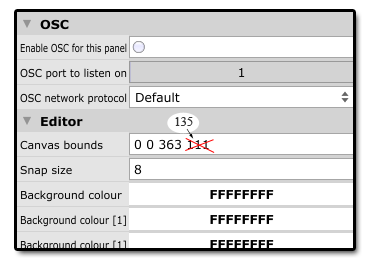 OSC
Enable OSC for this panel
OSC port to listen on 1
OSC network protocol Default
Editor
135
Canvas bounds 0 0 363 111
Snap size 8
Background colour FFFFFFFF
Background colour [1] FFFFFFFF
Background colour [1] FFFFFFFF